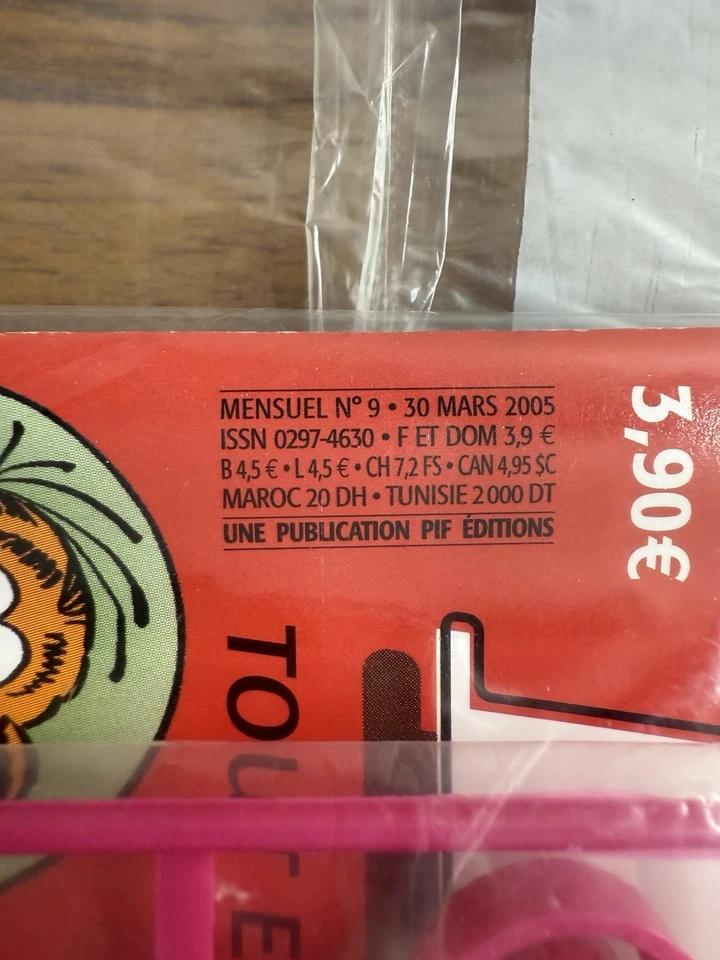 MENSUEL N° 9 • 30 MARS 2005
ISSN 0297-4630 • F ET DOM 3,9 €
B 4,5 € • L 4,5 € • CH 7,2 FS • CAN 4,95 $C
MAROC 20 DH • TUNISIE 2 000 DT
UNE PUBLICATION PIF ÉDITIONS
3,90€
TOUTE